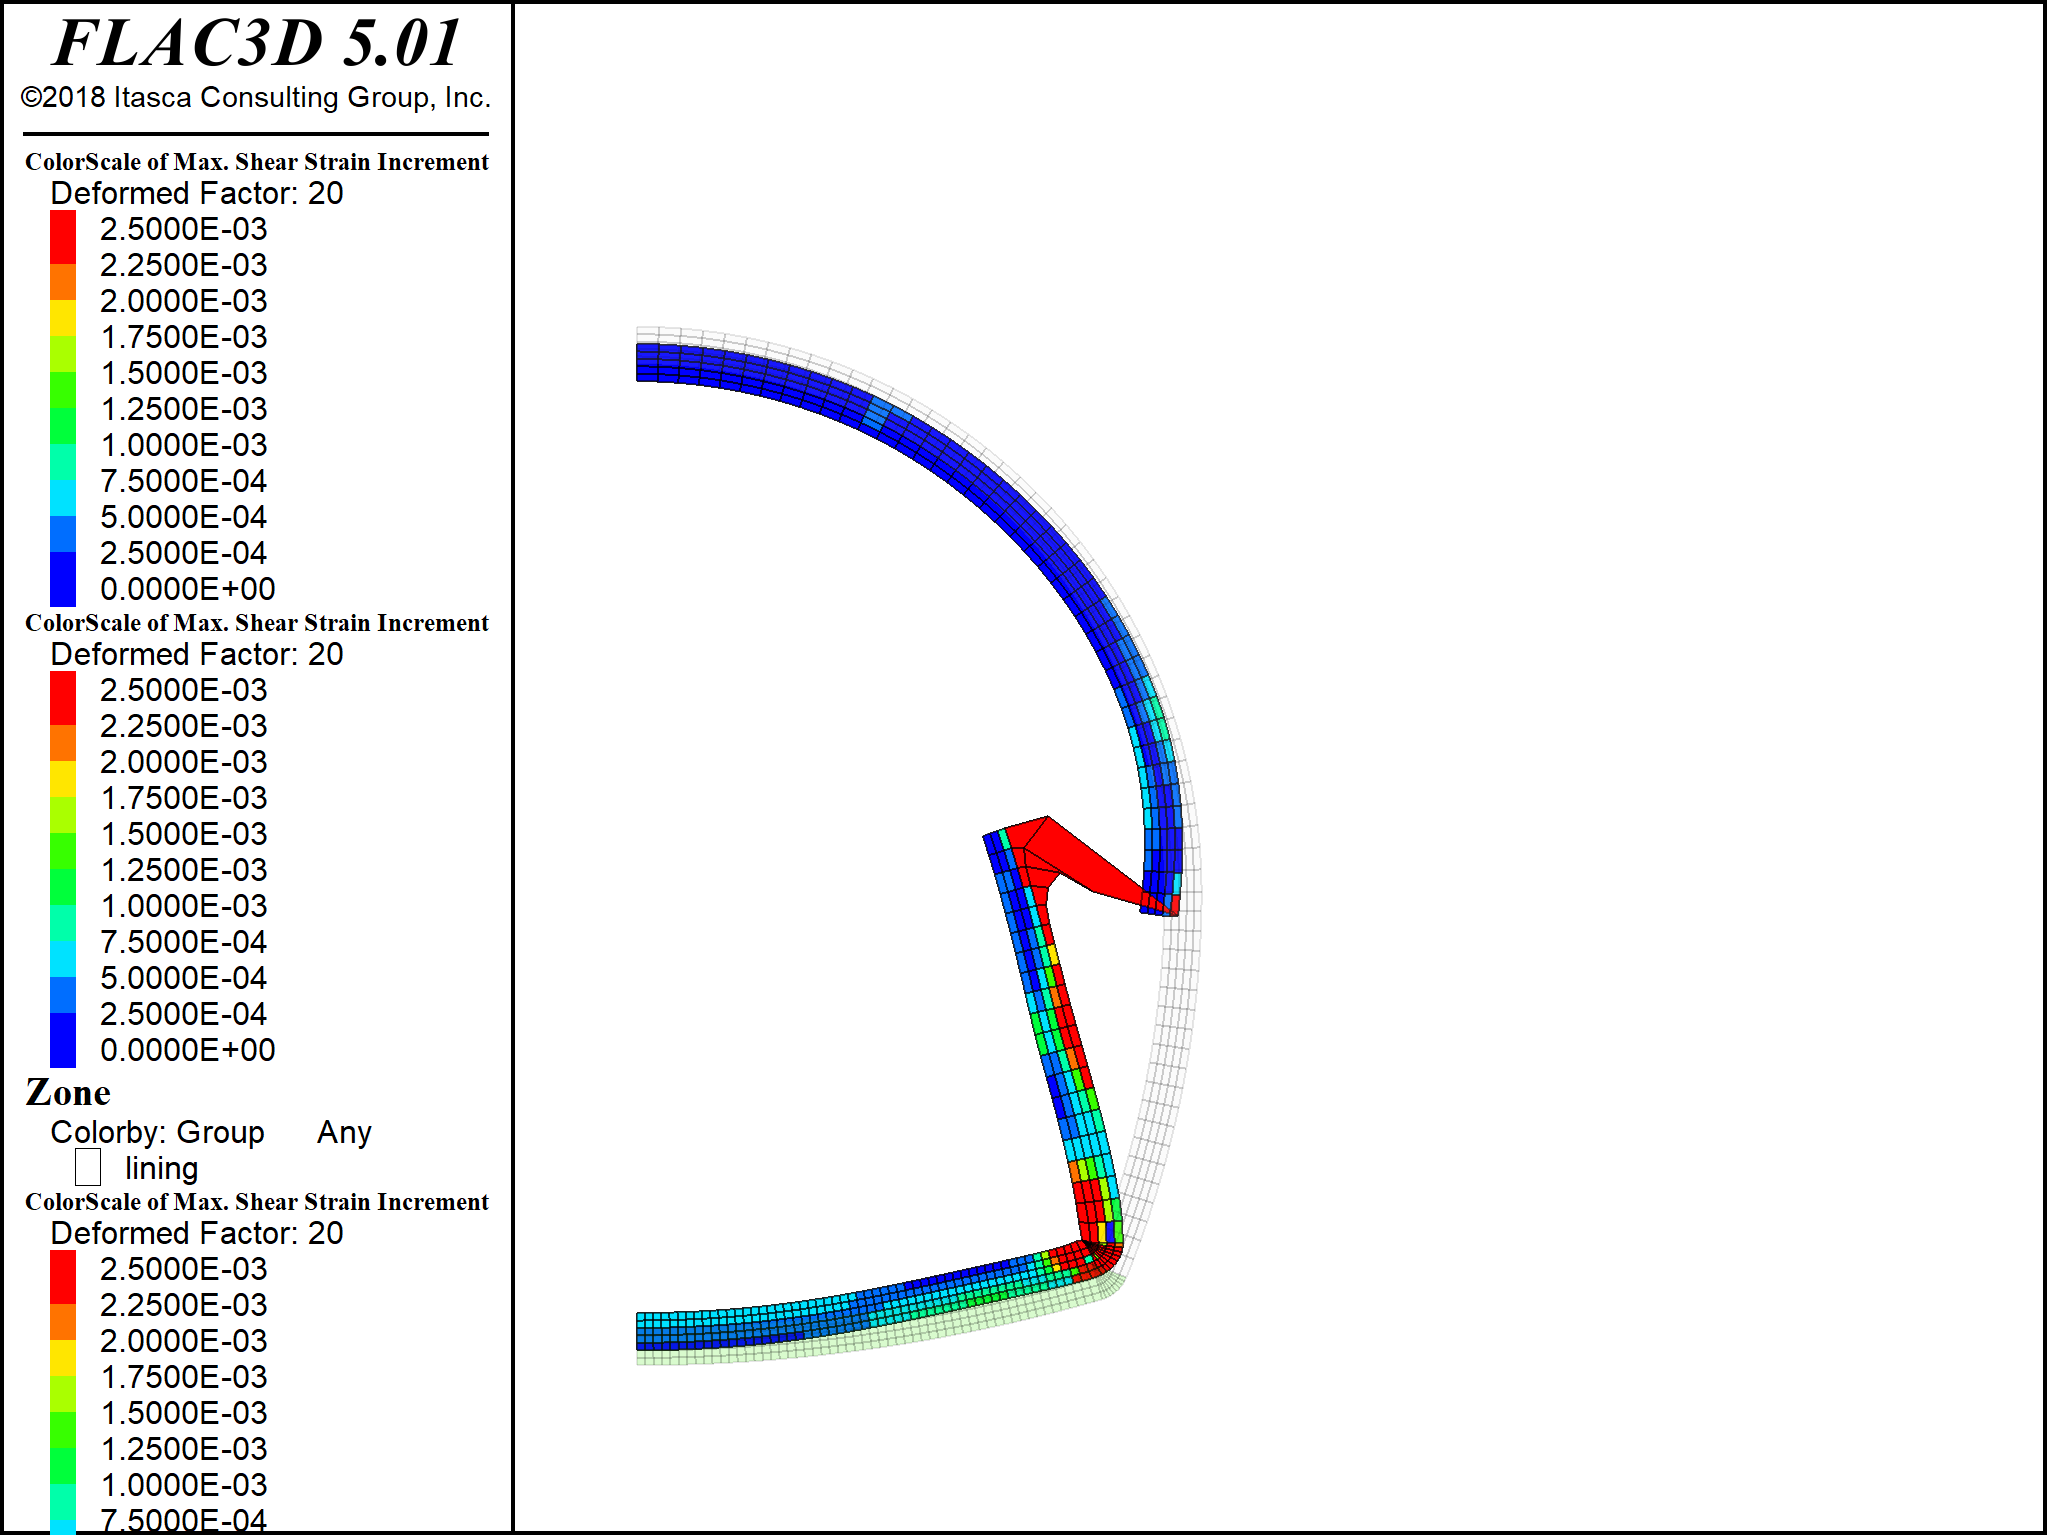 FLAC3D 5.01
©2018 Itasca Consulting Group, Inc.
ColorScale of Max. Shear Strain Increment
Deformed Factor: 20
2.5000E-03
2.2500E-03
2.0000E-03
1.7500E-03
1.5000E-03
1.2500E-03
1.0000E-03
7.5000E-04
5.0000E-04
2.5000E-04
0.0000E+00
ColorScale of Max. Shear Strain Increment
Deformed Factor: 20
2.5000E-03
2.2500E-03
2.0000E-03
1.7500E-03
1.5000E-03
1.2500E-03
1.0000E-03
7.5000E-04
5.0000E-04
2.5000E-04
0.0000E+00
Zone
Colorby: Group Any
lining
ColorScale of Max. Shear Strain Increment
Deformed Factor: 20
2.5000E-03
2.2500E-03
2.0000E-03
1.7500E-03
1.5000E-03
1.2500E-03
1.0000E-03
7.5000E-04